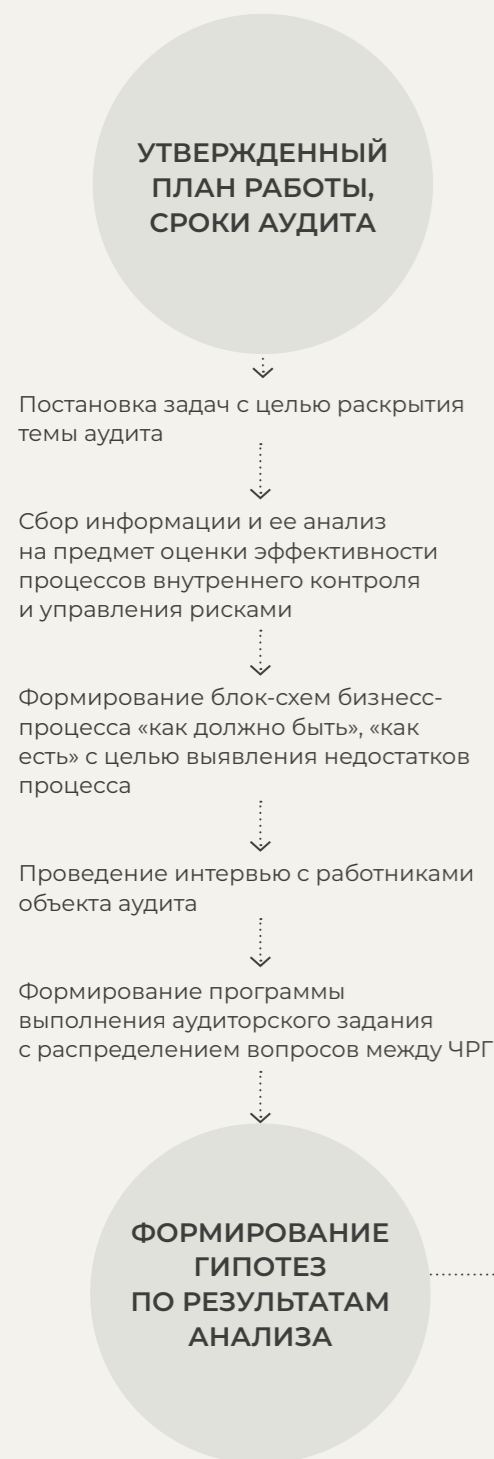 УТВЕРЖДЕННЫЙ
ПЛАН РАБОТЫ,
СРОКИ АУДИТА
Постановка задач с целью раскрытия
темы аудита
Сбор информации и ее анализ
на предмет оценки эффективности
процессов внутреннего контроля
и управления рисками
Формирование блок-схем бизнесс-
процесса «как должно быть», «как
есть» с целью выявления недостатков
процесса
Проведение интервью с работниками
объекта аудита
Формирование программы
выполнения аудиторского задания
с распределением вопросов между ЧРГ
ФОРМИРОВАНИЕ
ГИПОТЕЗ
ПО РЕЗУЛЬТАТАМ
АНАЛИЗА